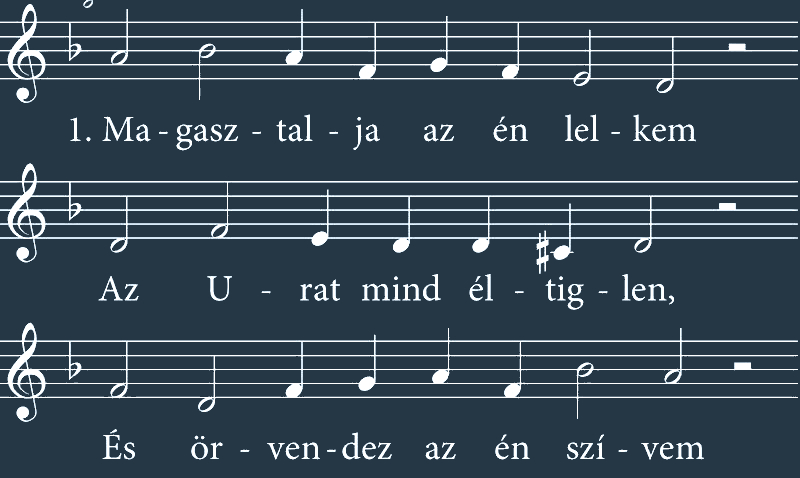 1. Ma - gasz - tal - ja az én lel - kem
Az U - rat mind él - tig - len,
És ör - ven - dez az én szí - vem